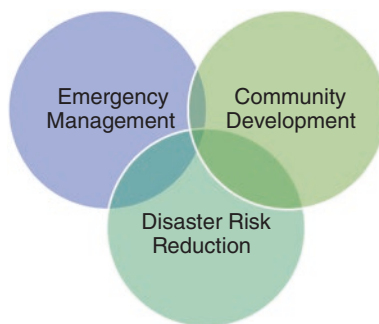 Emergency
Management
Community
Development
Disaster Risk
Reduction